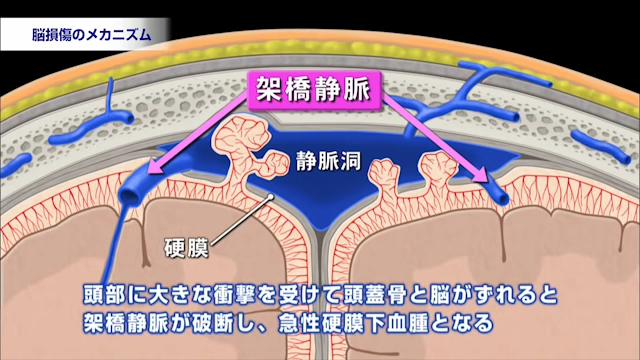 脳損傷のメカニズム
架橋静脈
静脈洞
硬膜
頭部に大きな衝撃を受けて頭蓋骨と脳がずれると
架橋静脈が破断し、急性硬膜下血腫となる